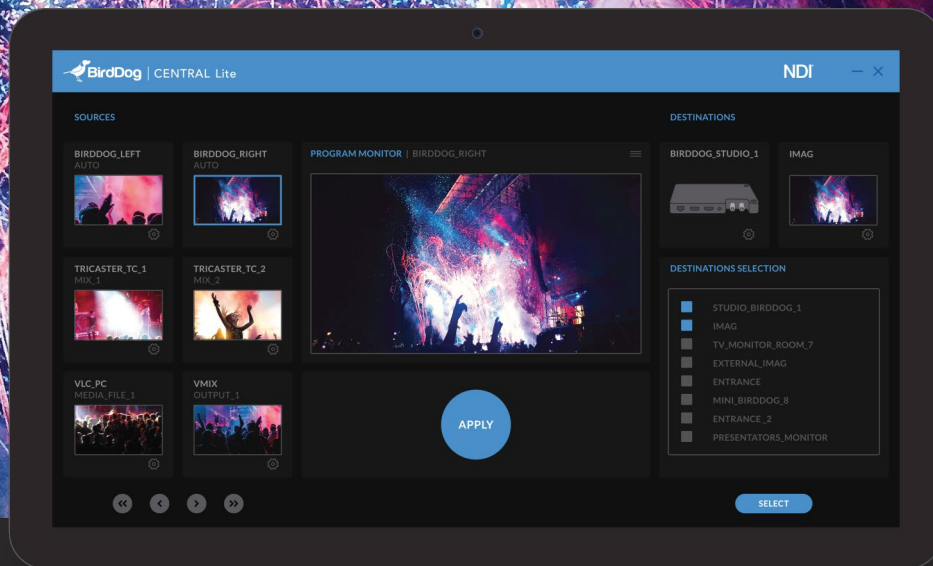 BirdDog | CENTRAL Lite
NDI
SOURCES
BIRDDOG_LEFT
AUTO
BIRDDOG_RIGHT
AUTO
TRICASTER_TC_1
MIX_1
TRICASTER_TC_2
MIX_2
VLC_PC
MEDIA_FILE_1
VMIX
OUTPUT_1
PROGRAM MONITOR | BIRDDOG_RIGHT
APPLY
DESTINATIONS
BIRDDOG_STUDIO_1
IMAG
DESTINATIONS SELECTION
STUDIO_BIRDDOG_1
IMAG
TV_MONITOR_ROOM_7
EXTERNAL_IMAG
ENTRANCE
MINI_BIRDDOG_8
ENTRANCE_2
PRESENTATORS_MONITOR
SELECT